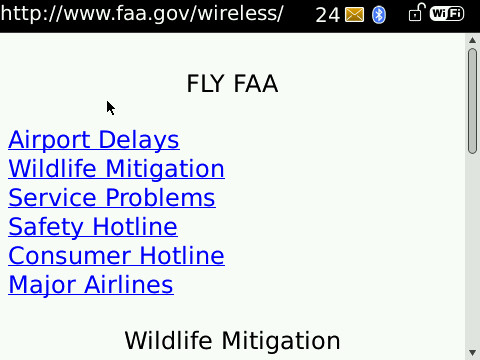 http://www.faa.gov/wireless/ 24 WiFi
FLY FAA
Airport Delays
Wildlife Mitigation
Service Problems
Safety Hotline
Consumer Hotline
Major Airlines
Wildlife Mitigation